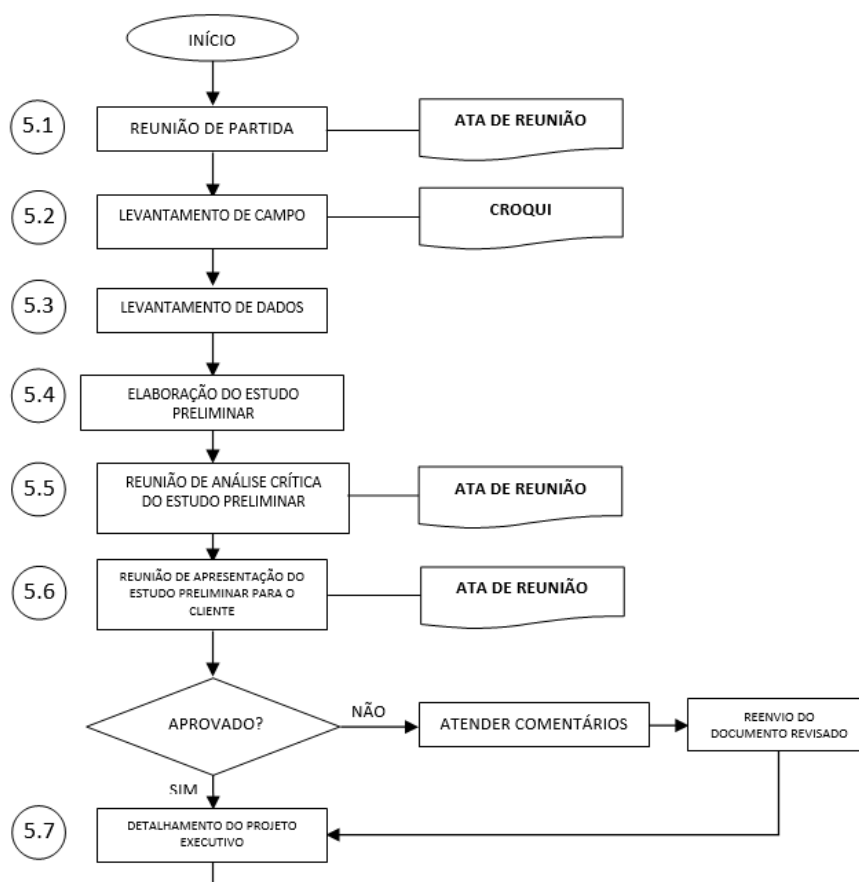 INÍCIO
5.1
REUNIÃO DE PARTIDA
ATA DE REUNIÃO
5.2
LEVANTAMENTO DE CAMPO
CROQUI
5.3
LEVANTAMENTO DE DADOS
5.4
ELABORAÇÃO DO ESTUDO
PRELIMINAR
5.5
REUNIÃO DE ANÁLISE CRÍTICA
DO ESTUDO PRELIMINAR
ATA DE REUNIÃO
5.6
REUNIÃO DE APRESENTAÇÃO DO
ESTUDO PRELIMINAR PARA O
CLIENTE
ATA DE REUNIÃO
APROVADO?
NÃO
ATENDER COMENTÁRIOS
REENVIO DO
DOCUMENTO REVISADO
SIM
5.7
DETALHAMENTO DO PROJETO
EXECUTIVO